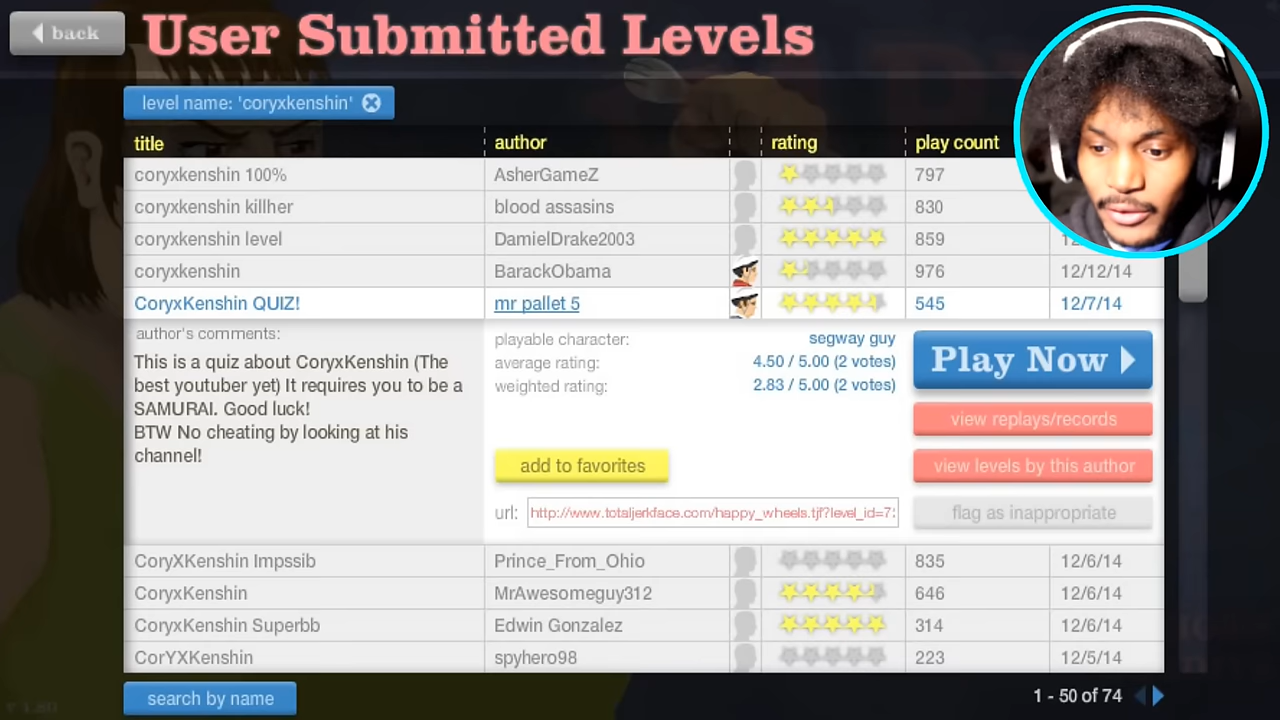 back
User Submitted Levels
level name: 'coryxkenshin'
title author rating play count
coryxkenshin 100% AsherGameZ 797
coryxkenshin killher blood assasins 830
coryxkenshin level DamielDrake2003 859
coryxkenshin BarackObama 976 12/12/14
CoryxKenshin QUIZ! mr pallet 5 545 12/7/14
author's comments:
This is a quiz about CoryxKenshin (The
best youtuber yet) It requires you to be a
SAMURAI. Good luck!
BTW No cheating by looking at his
channel!
playable character: segway guy
average rating: 4.50 / 5.00 (2 votes)
weighted rating: 2.83 / 5.00 (2 votes)
add to favorites
url: http://www.totaljerkface.com/happy_wheels.tjf?level_id=7
Play Now
view replays/records
view levels by this author
flag as inappropriate
CoryXKenshin Impssib Prince_From_Ohio 835 12/6/14
CoryxKenshin MrAwesomeguy312 646 12/6/14
CoryxKenshin Superbb Edwin Gonzalez 314 12/6/14
CorYXKenshin spyhero98 223 12/5/14
search by name
1 - 50 of 74